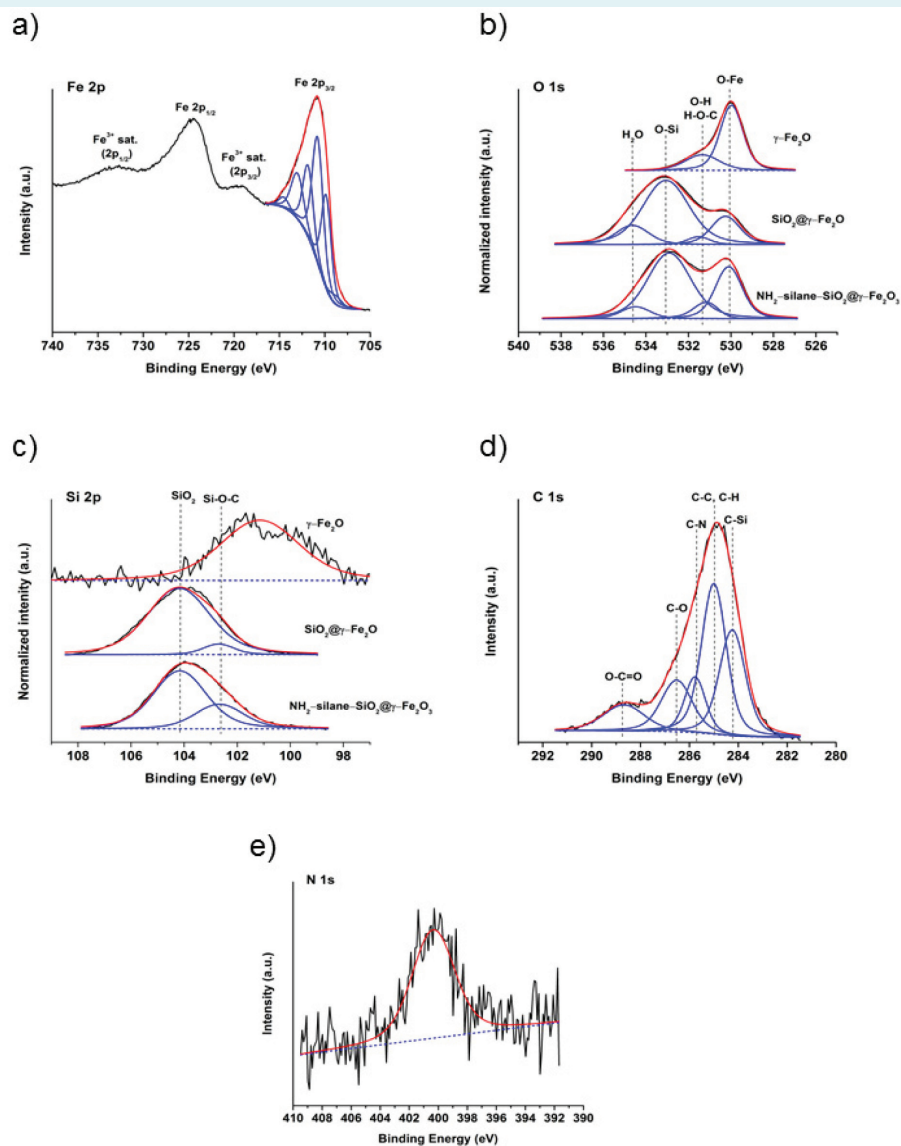 a)
Fe 2p
Fe 2p₃/₂
Fe 2p₁/₂
Fe³⁺ sat.
(2p₁/₂)
Fe³⁺ sat.
(2p₃/₂)
Intensity (a.u.)
740 735 730 725 720 715 710 705
Binding Energy (eV)
b)
O 1s
O-Fe
O-H
H-O-C
H₂O
O-Si
γ–Fe₂O
SiO₂@γ–Fe₂O
NH₂–silane–SiO₂@γ–Fe₂O₃
Normalized intensity (a.u.)
540 538 536 534 532 530 528 526
Binding Energy (eV)
c)
Si 2p
SiO₂
Si-O-C
γ–Fe₂O
SiO₂@γ–Fe₂O
NH₂–silane–SiO₂@γ–Fe₂O₃
Normalized intenity (a.u.)
108 106 104 102 100 98
Binding Energy (eV)
d)
C 1s
C-C, C-H
C-N
C-Si
C-O
O-C=O
Intensity (a.u.)
292 290 288 286 284 282 280
Binding Energy (eV)
e)
N 1s
Intensity (a.u.)
410 408 406 404 402 400 398 396 394 392 390
Binding Energy (eV)